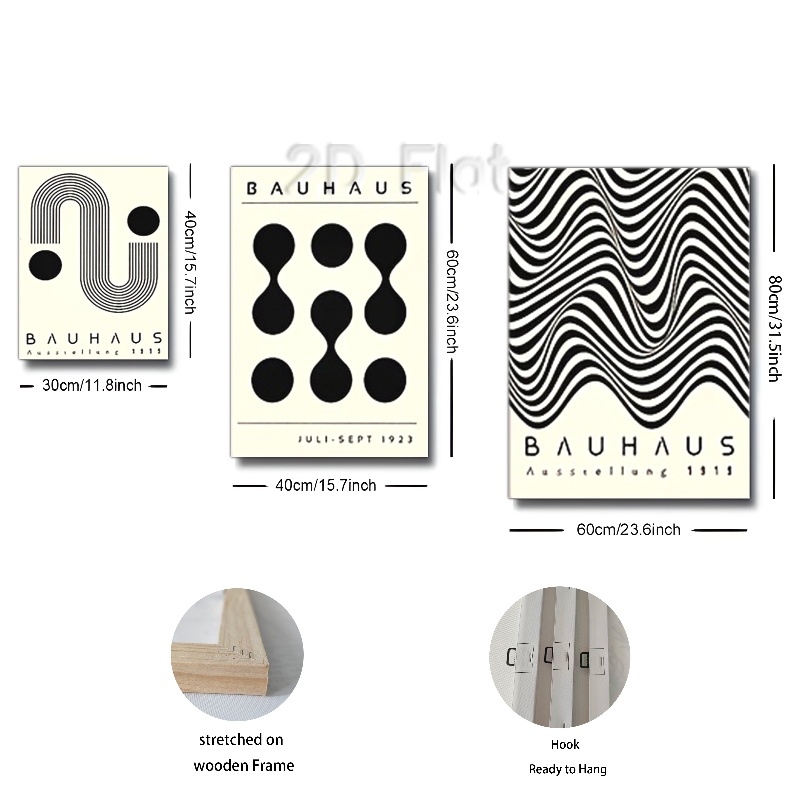 2D Flat
BAUHAUS
Ausstellung 1919
40cm/15.7inch
30cm/11.8inch
BAUHAUS
JULI-SEPT 1923
60cm/23.6inch
40cm/15.7inch
BAUHAUS
Ausstellung 1919
80cm/31.5inch
60cm/23.6inch
stretched on
wooden Frame
Hook
Ready to Hang